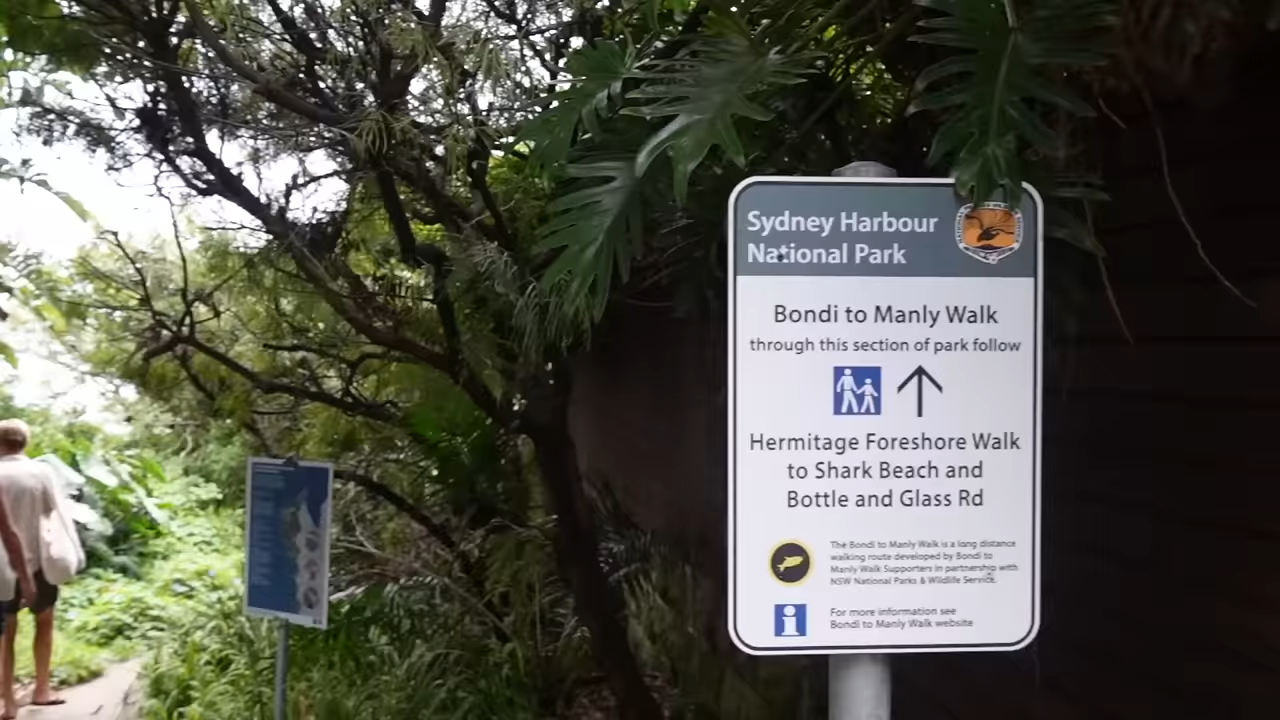 Sydney Harbour
National Park
Bondi to Manly Walk
through this section of park follow
Hermitage Foreshore Walk
to Shark Beach and
Bottle and Glass Rd
The Bondi to Manly Walk is a long distance
walking route developed by Bondi to
Manly Walk Supporters in partnership with
NSW National Parks & Wildlife Service.
For more information see
Bondi to Manly Walk website